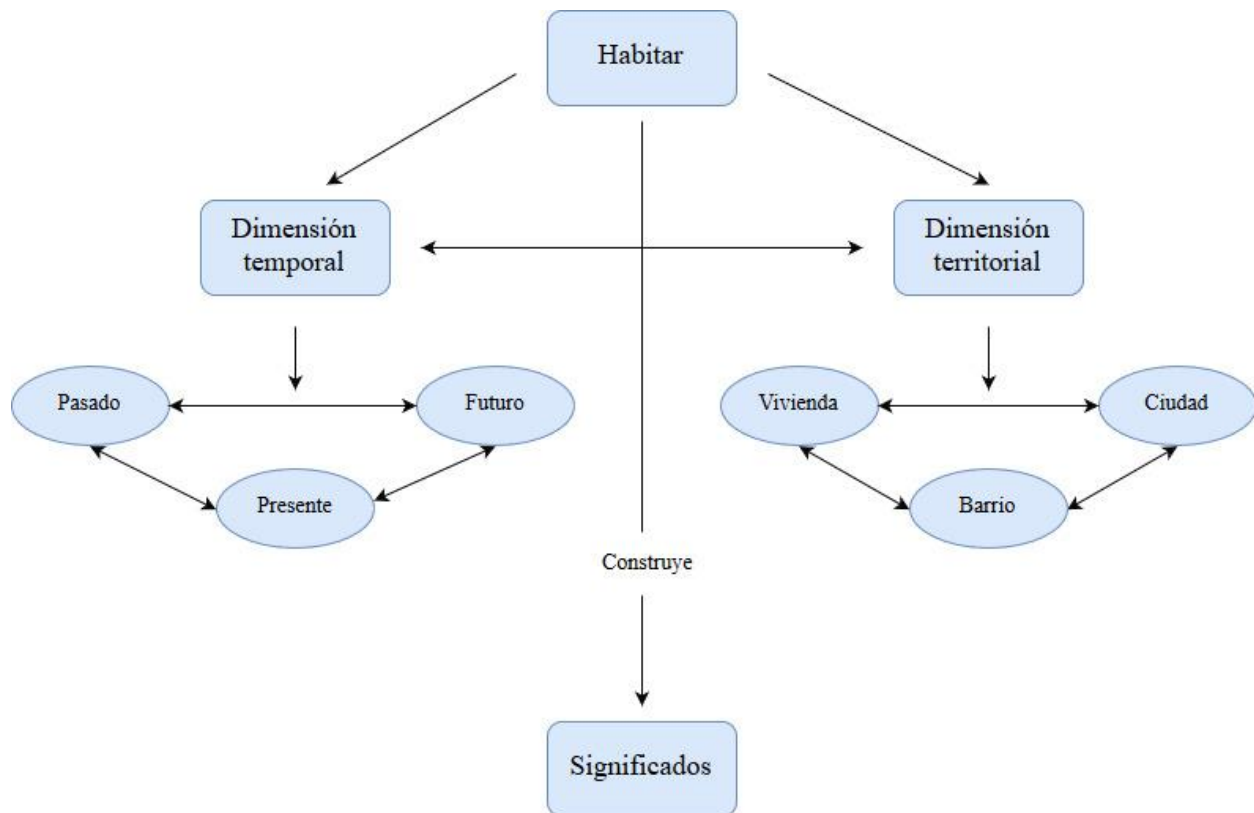 Habitar
Dimensión
temporal
Dimensión
territorial
Pasado
Futuro
Presente
Vivienda
Ciudad
Barrio
Construye
Significados